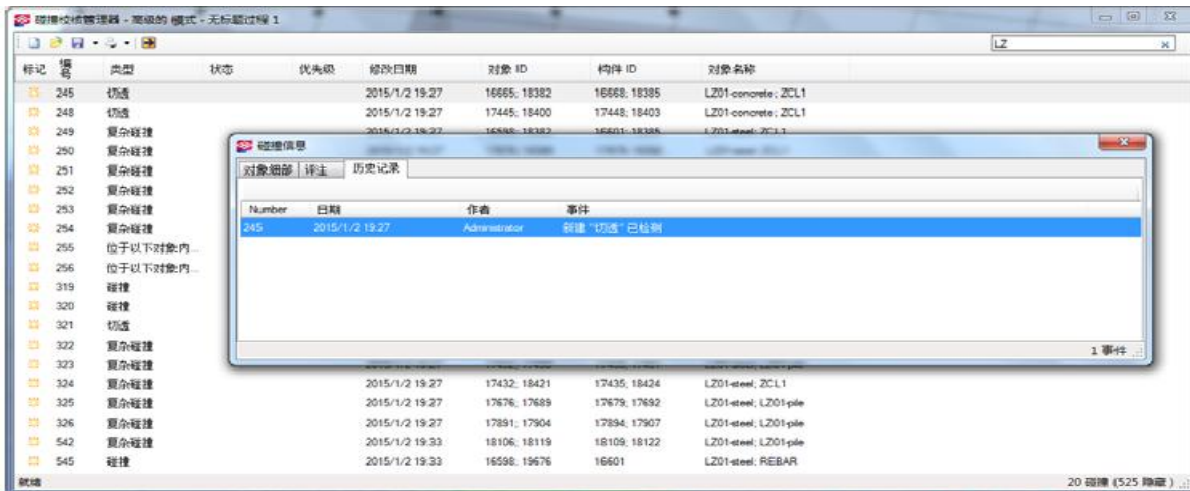 碰撞校核管理器 - 高级的 模式 - 无标题过程 1
LZ
标记 编号 类型 状态 优先级 修改日期 对象 ID 构件 ID 对象名称
245 切透 2015/1/2 19:27 16665; 18382 16668; 18385 LZ01-concrete; ZCL1
248 切透 2015/1/2 19:27 17445; 18400 17448; 18403 LZ01-concrete; ZCL1
249 复杂碰撞 2015/1/2 19:27 16598; 18382 16601; 18385 LZ01-steel; ZCL1
250 复杂碰撞
251 复杂碰撞
252 复杂碰撞
253 复杂碰撞
254 复杂碰撞
255 位于以下对象内...
256 位于以下对象内...
319 碰撞
320 碰撞
321 切透
322 复杂碰撞
323 复杂碰撞
324 复杂碰撞 2015/1/2 19:27 17432; 18421 17435; 18424 LZ01-steel; ZCL1
325 复杂碰撞 2015/1/2 19:27 17676; 17689 17679; 17692 LZ01-steel; LZ01-pile
326 复杂碰撞 2015/1/2 19:27 17891; 17904 17894; 17907 LZ01-steel; LZ01-pile
542 复杂碰撞 2015/1/2 19:33 18106; 18119 18109; 18122 LZ01-steel; LZ01-pile
545 碰撞 2015/1/2 19:33 16598; 19676 16601 LZ01-steel; REBAR
就绪 20 碰撞 (525 隐藏)
碰撞信息
对象细部 译注 历史记录
Number 日期 作者 事件
245 2015/1/2 19:27 Administrator 新建 "切透" 已检测
1 事件